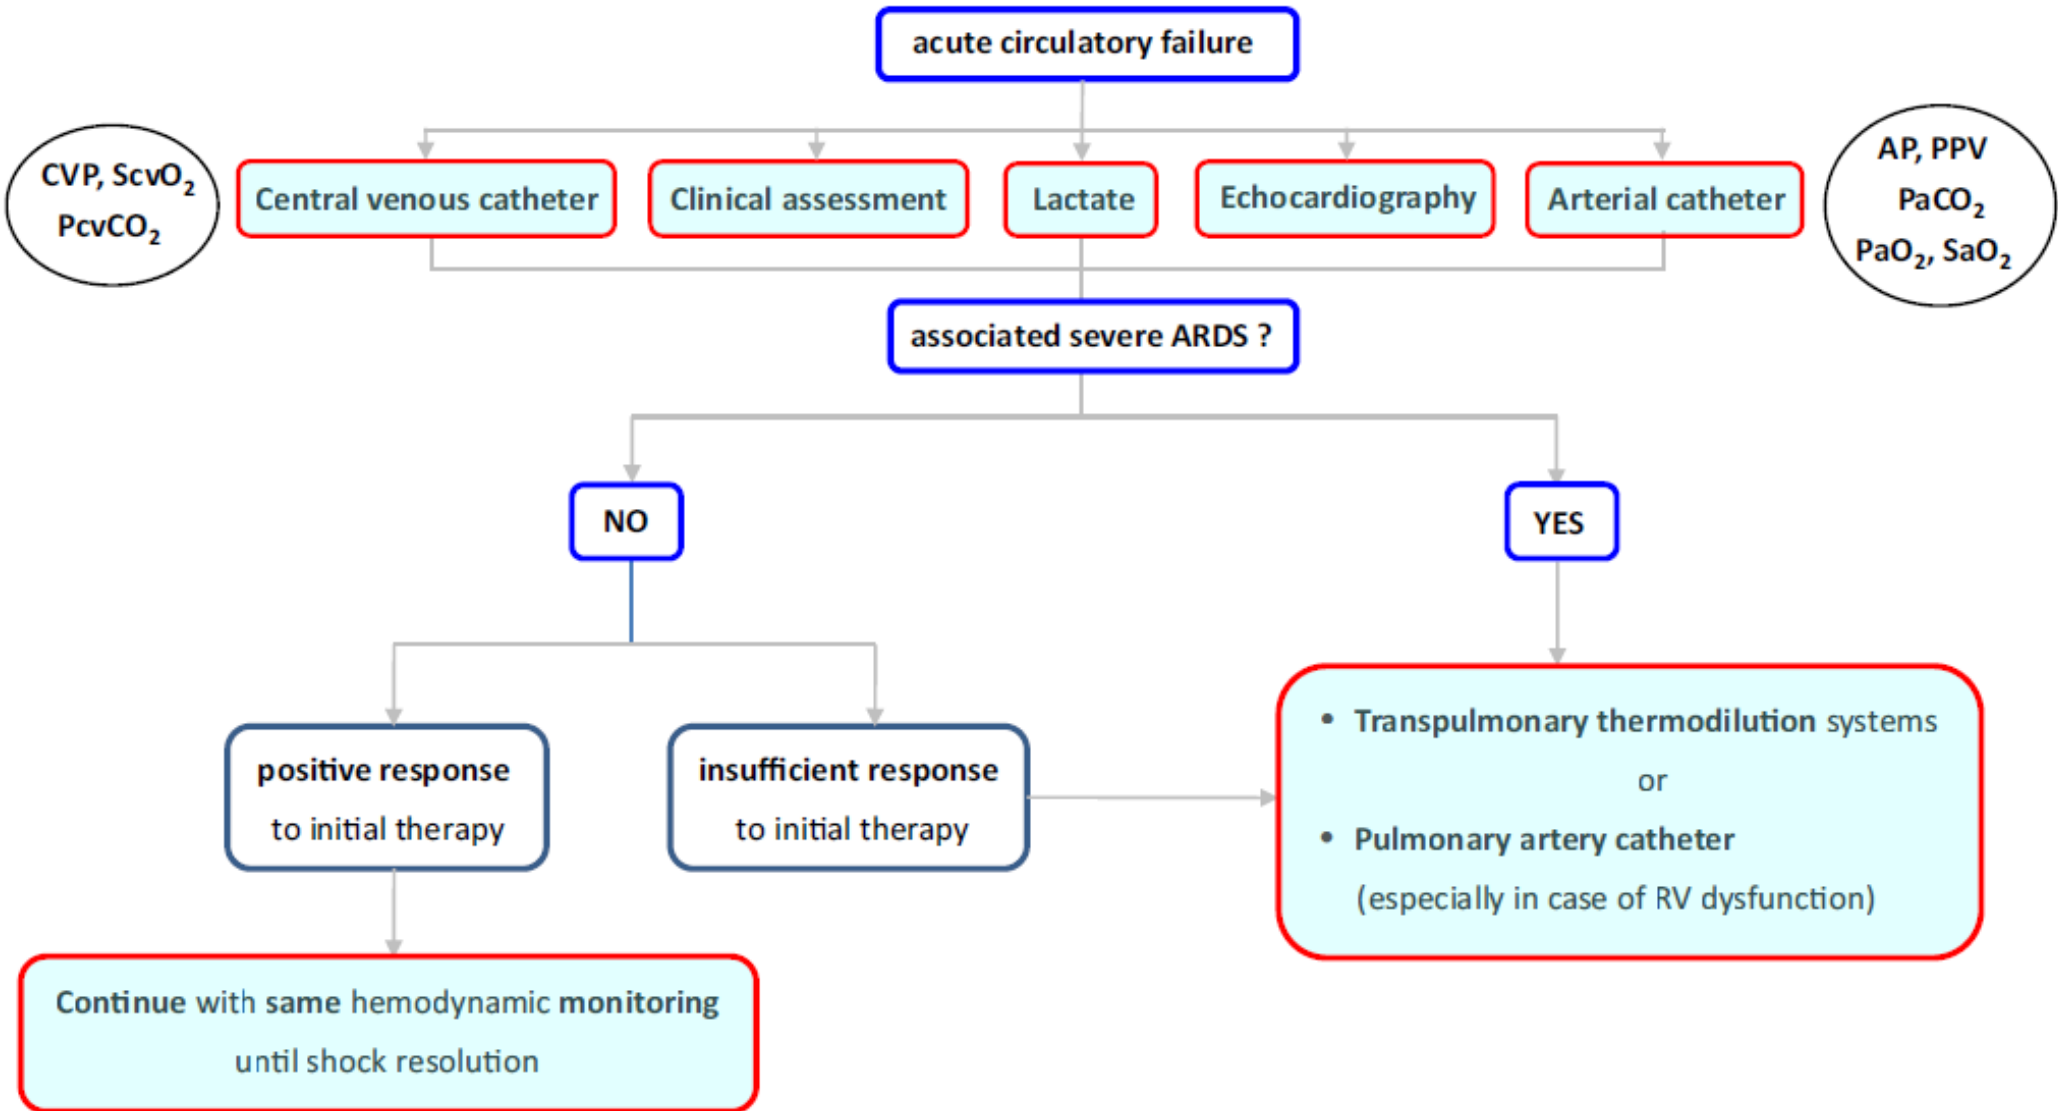 acute circulatory failure
CVP, ScvO₂
PcvCO₂
Central venous catheter
Clinical assessment
Lactate
Echocardiography
Arterial catheter
AP, PPV
PaCO₂
PaO₂, SaO₂
associated severe ARDS ?
NO
YES
positive response
to initial therapy
insufficient response
to initial therapy
• Transpulmonary thermodilution systems
or
• Pulmonary artery catheter
(especially in case of RV dysfunction)
Continue with same hemodynamic monitoring
until shock resolution